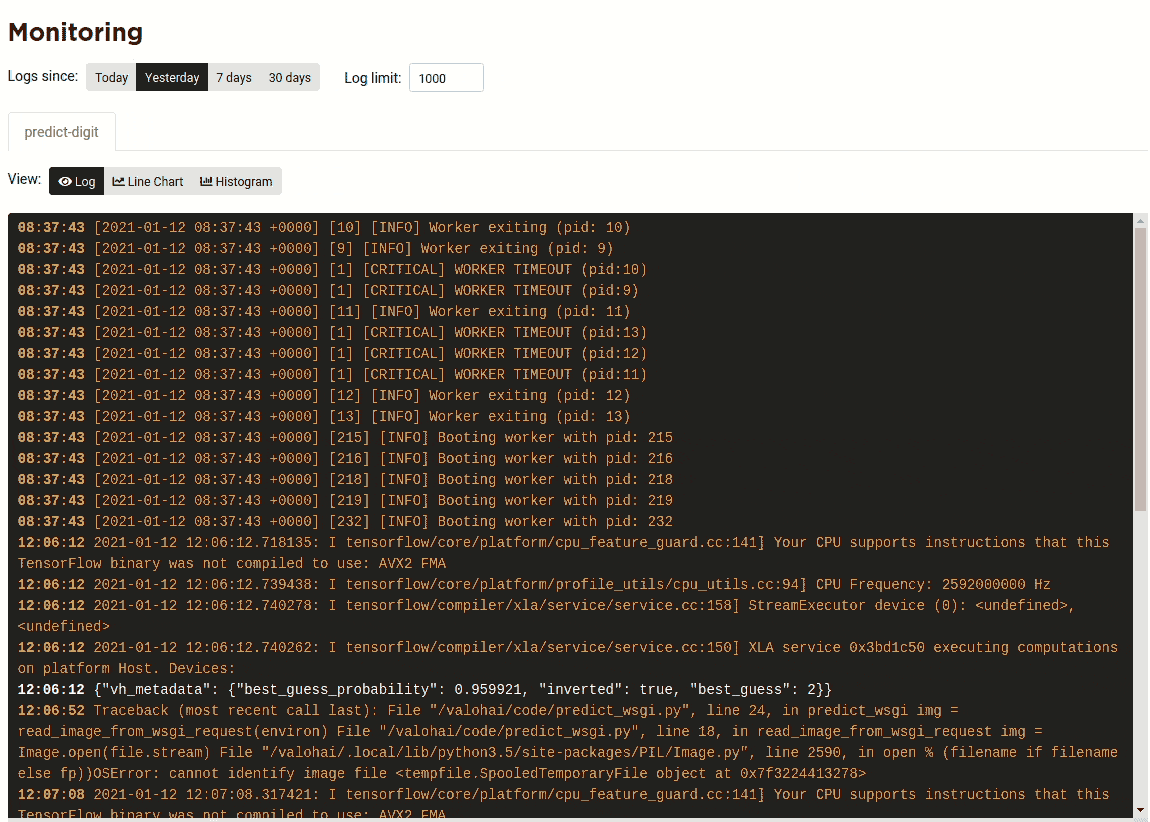 Monitoring
Logs since: Today Yesterday 7 days 30 days Log limit: 1000
predict-digit
View: Log Line Chart Histogram
08:37:43 [2021-01-12 08:37:43 +0000] [10] [INFO] Worker exiting (pid: 10)
08:37:43 [2021-01-12 08:37:43 +0000] [9] [INFO] Worker exiting (pid: 9)
08:37:43 [2021-01-12 08:37:43 +0000] [1] [CRITICAL] WORKER TIMEOUT (pid:10)
08:37:43 [2021-01-12 08:37:43 +0000] [1] [CRITICAL] WORKER TIMEOUT (pid:9)
08:37:43 [2021-01-12 08:37:43 +0000] [11] [INFO] Worker exiting (pid: 11)
08:37:43 [2021-01-12 08:37:43 +0000] [1] [CRITICAL] WORKER TIMEOUT (pid:13)
08:37:43 [2021-01-12 08:37:43 +0000] [1] [CRITICAL] WORKER TIMEOUT (pid:12)
08:37:43 [2021-01-12 08:37:43 +0000] [1] [CRITICAL] WORKER TIMEOUT (pid:11)
08:37:43 [2021-01-12 08:37:43 +0000] [12] [INFO] Worker exiting (pid: 12)
08:37:43 [2021-01-12 08:37:43 +0000] [13] [INFO] Worker exiting (pid: 13)
08:37:43 [2021-01-12 08:37:43 +0000] [215] [INFO] Booting worker with pid: 215
08:37:43 [2021-01-12 08:37:43 +0000] [216] [INFO] Booting worker with pid: 216
08:37:43 [2021-01-12 08:37:43 +0000] [218] [INFO] Booting worker with pid: 218
08:37:43 [2021-01-12 08:37:43 +0000] [219] [INFO] Booting worker with pid: 219
08:37:43 [2021-01-12 08:37:43 +0000] [232] [INFO] Booting worker with pid: 232
12:06:12 2021-01-12 12:06:12.718135: I tensorflow/core/platform/cpu_feature_guard.cc:141] Your CPU supports instructions that this
TensorFlow binary was not compiled to use: AVX2 FMA
12:06:12 2021-01-12 12:06:12.739438: I tensorflow/core/platform/profile_utils/cpu_utils.cc:94] CPU Frequency: 2592000000 Hz
12:06:12 2021-01-12 12:06:12.740278: I tensorflow/compiler/xla/service/service.cc:158] StreamExecutor device (0): <undefined>,
<undefined>
12:06:12 2021-01-12 12:06:12.740262: I tensorflow/compiler/xla/service/service.cc:150] XLA service 0x3bd1c50 executing computations
on platform Host. Devices:
12:06:12 {"vh_metadata": {"best_guess_probability": 0.959921, "inverted": true, "best_guess": 2}}
12:06:52 Traceback (most recent call last): File "/valohai/code/predict_wsgi.py", line 24, in predict_wsgi img =
read_image_from_wsgi_request(environ) File "/valohai/code/predict_wsgi.py", line 18, in read_image_from_wsgi_request img =
Image.open(file.stream) File "/valohai/.local/lib/python3.5/site-packages/PIL/Image.py", line 2590, in open % (filename if filename
else fp))OSError: cannot identify image file <tempfile.SpooledTemporaryFile object at 0x7f3224413278>
12:07:08 2021-01-12 12:07:08.317421: I tensorflow/core/platform/cpu_feature_guard.cc:141] Your CPU supports instructions that this
TensorFlow binary was not compiled to use: AVX2 FMA